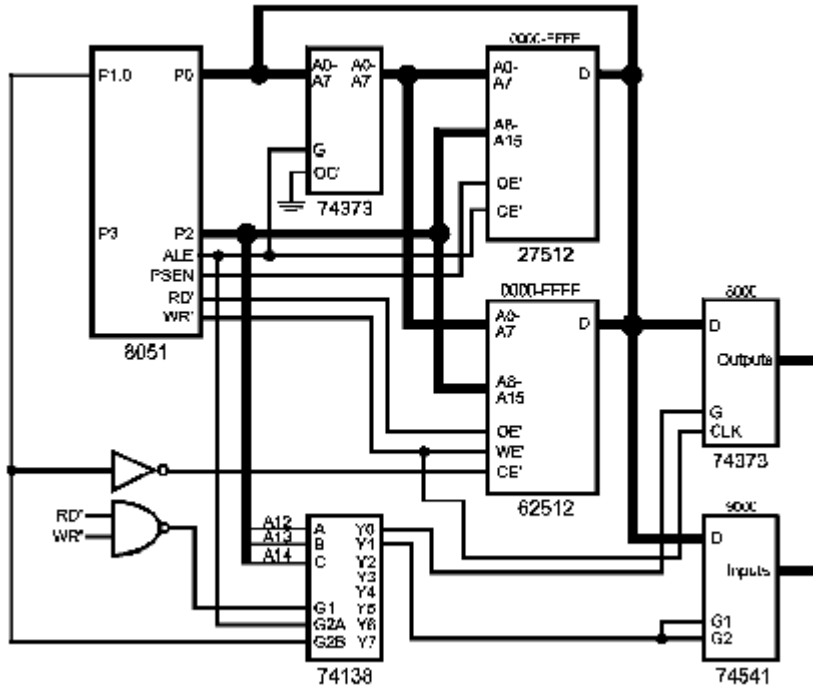 0000-FFFF
P1.0 P0
A0-
A7
A0-
A7
A0-
A7
D
A8-
A15
G
OC'
OE'
CE'
74373
27512
P3 P2
ALE
PSEN
RD'
WR'
8051
0000-FFFF
A0-
A7
D
A8-
A15
OE'
WE'
CE'
62512
8000
D
Outputs
G
CLK
74373
RD'
WR'
A12
A13
A14
A
B
C
Y0
Y1
Y2
Y3
Y4
Y5
Y6
Y7
G1
G2A
G2B
74138
9000
D
Inputs
G1
G2
74541